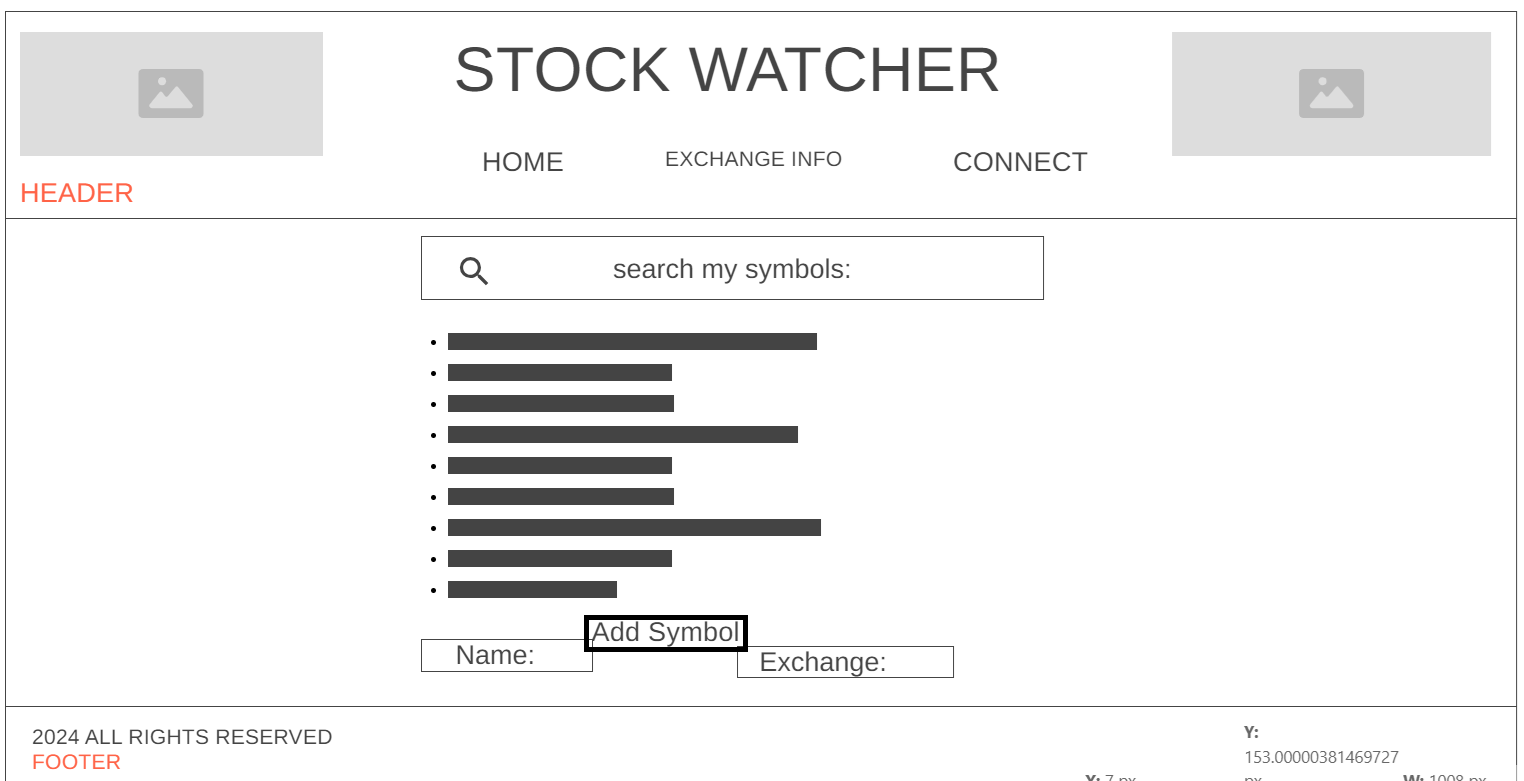 STOCK WATCHER
HOME EXCHANGE INFO CONNECT
HEADER
search my symbols:
Add Symbol
Name:
Exchange:
2024 ALL RIGHTS RESERVED
FOOTER
Y:
153.00000381469727
X: 7 px px W: 1008 px